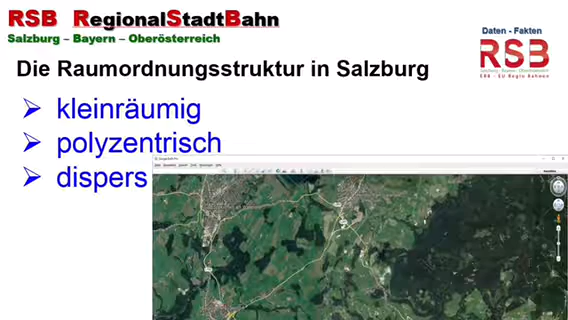 RSB RegionalStadtBahn
Salzburg – Bayern – Oberösterreich
Daten - Fakten
RSB
Die Raumordnungsstruktur in Salzburg
kleinräumig
polyzentrisch
dispers